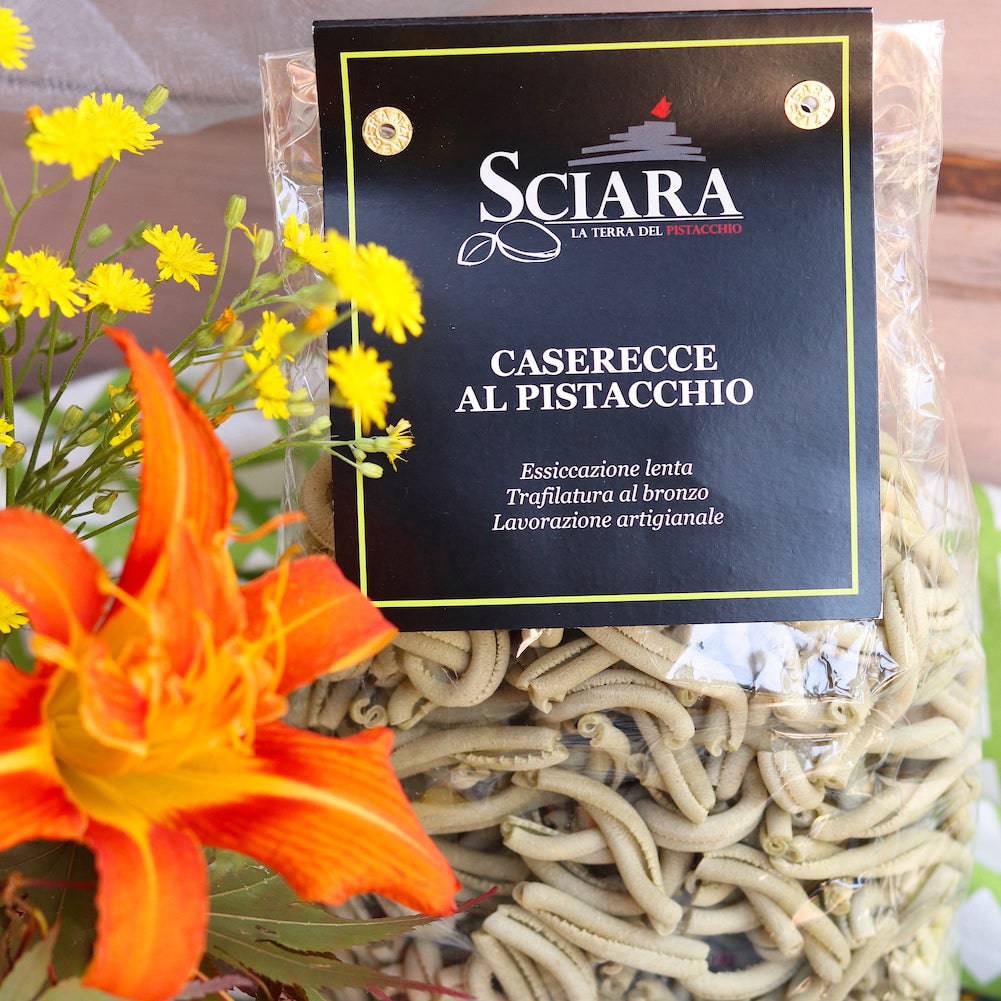 SCIARA
LA TERRA DEL PISTACCHIO
CASERECCE
AL PISTACCHIO
Essiccazione lenta
Trafilatura al bronzo
Lavorazione artigianale